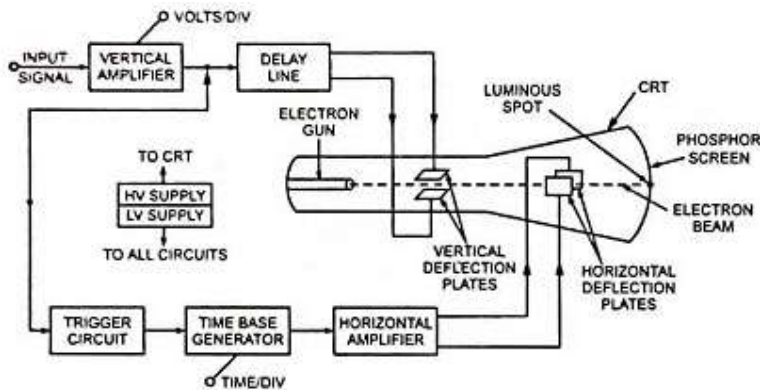 VOLTS/DIV
INPUT
SIGNAL
VERTICAL
AMPLIFIER
DELAY
LINE
ELECTRON
GUN
LUMINOUS
SPOT
CRT
PHOSPHOR
SCREEN
TO CRT
HV SUPPLY
LV SUPPLY
TO ALL CIRCUITS
VERTICAL
DEFLECTION
PLATES
ELECTRON
BEAM
HORIZONTAL
DEFLECTION
PLATES
TRIGGER
CIRCUIT
TIME BASE
GENERATOR
HORIZONTAL
AMPLIFIER
TIME/DIV